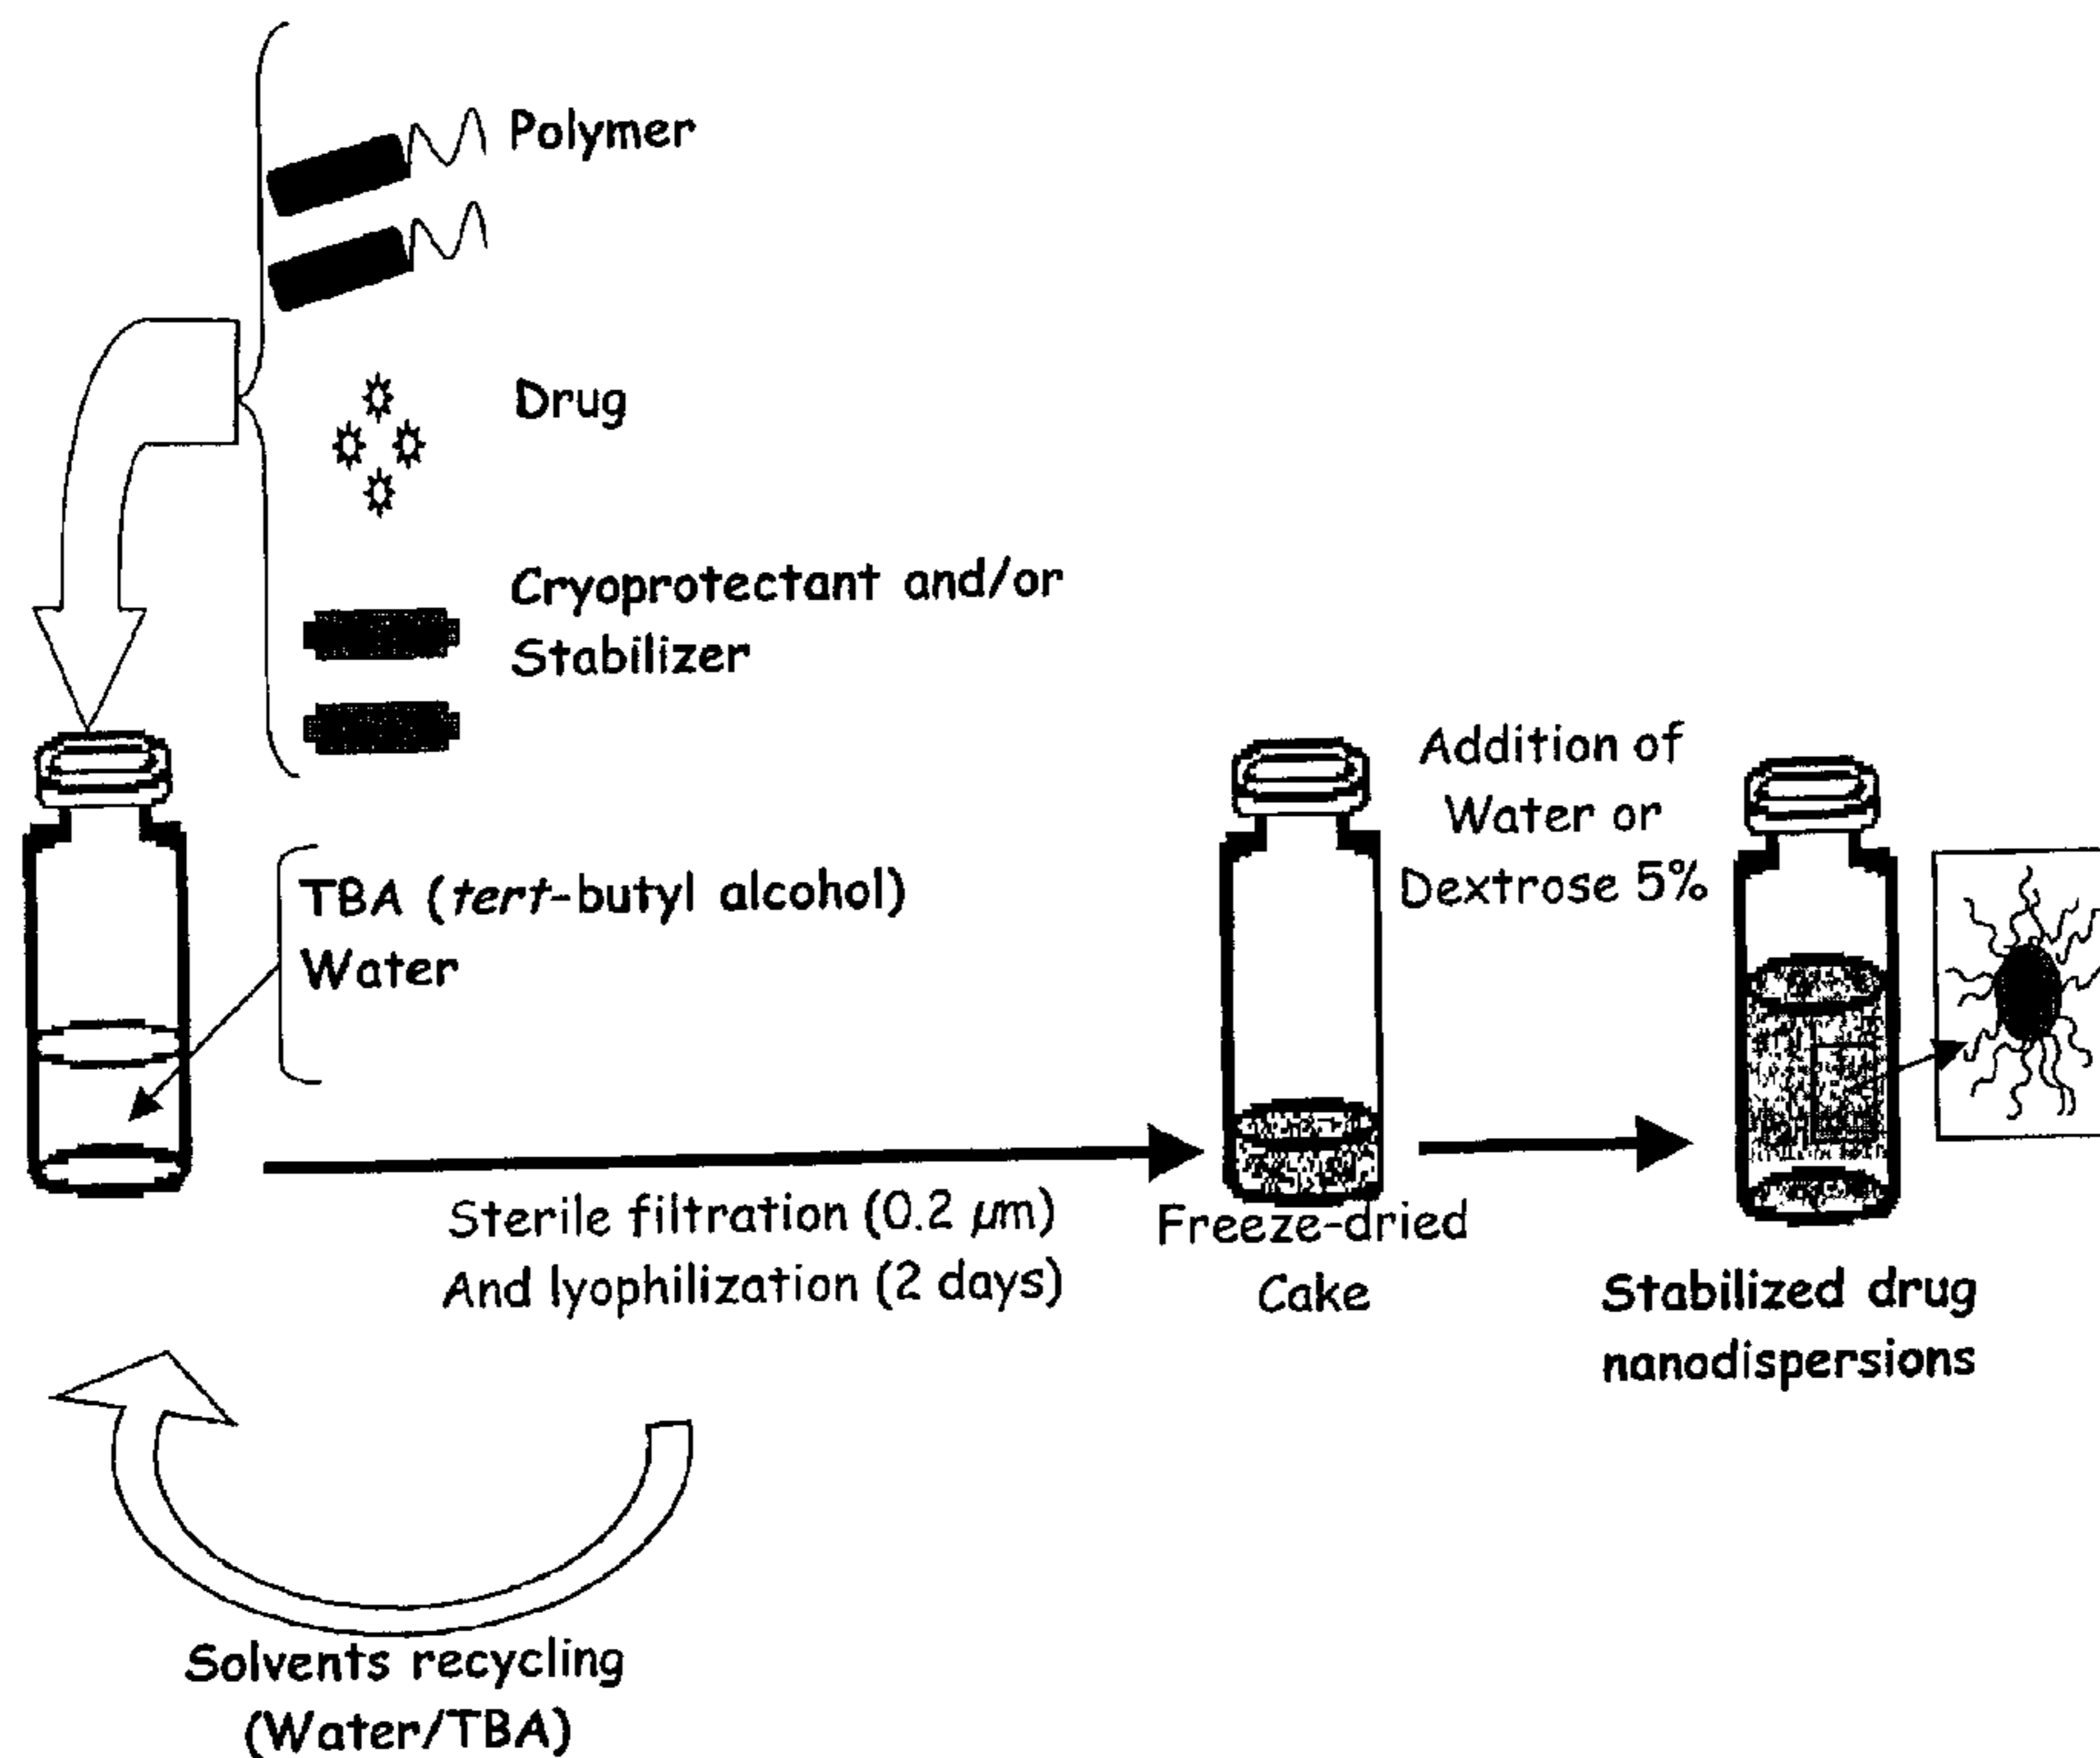 Polymer
Drug
Cryoprotectant and/or
Stabilizer
TBA (tert-butyl alcohol)
Water
Addition of
Water or
Dextrose 5%
Sterile filtration (0.2 µm)
And lyophilization (2 days)
Freeze-dried
Cake
Stabilized drug
nanodispersions
Solvents recycling
(Water/TBA)